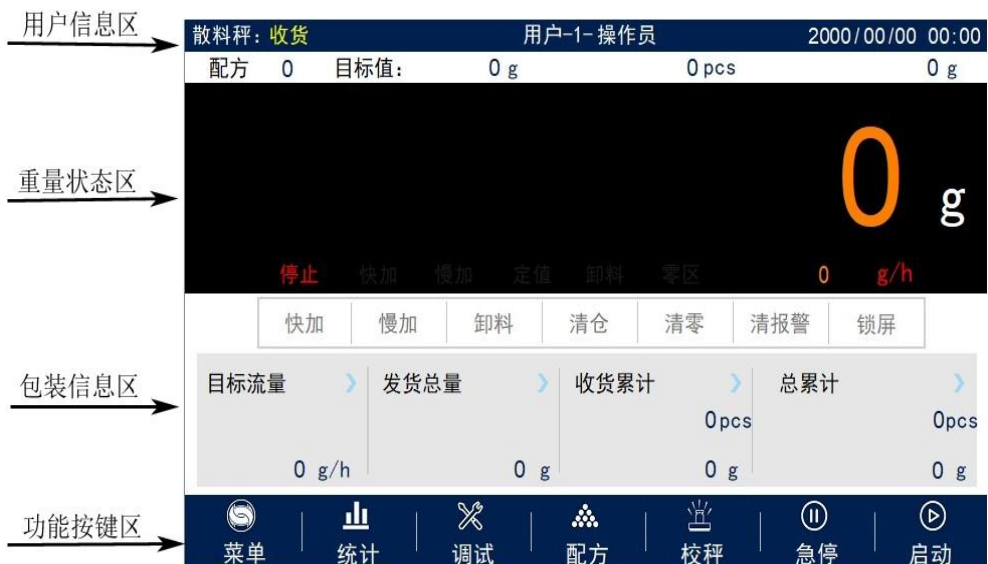 用户信息区
散料秤：收货 用户-1-操作员 2000/00/00 00:00
配方 0 目标值： 0 g 0 pcs 0 g
重量状态区
0 g
停止 快加 慢加 定值 卸料 零区 0 g/h
快加 慢加 卸料 清仓 清零 清报警 锁屏
包装信息区
目标流量 发货总量 收货累计 总累计
0pcs 0pcs
0 g/h 0 g 0 g 0 g
功能按键区
菜单 统计 调试 配方 校秤 急停 启动